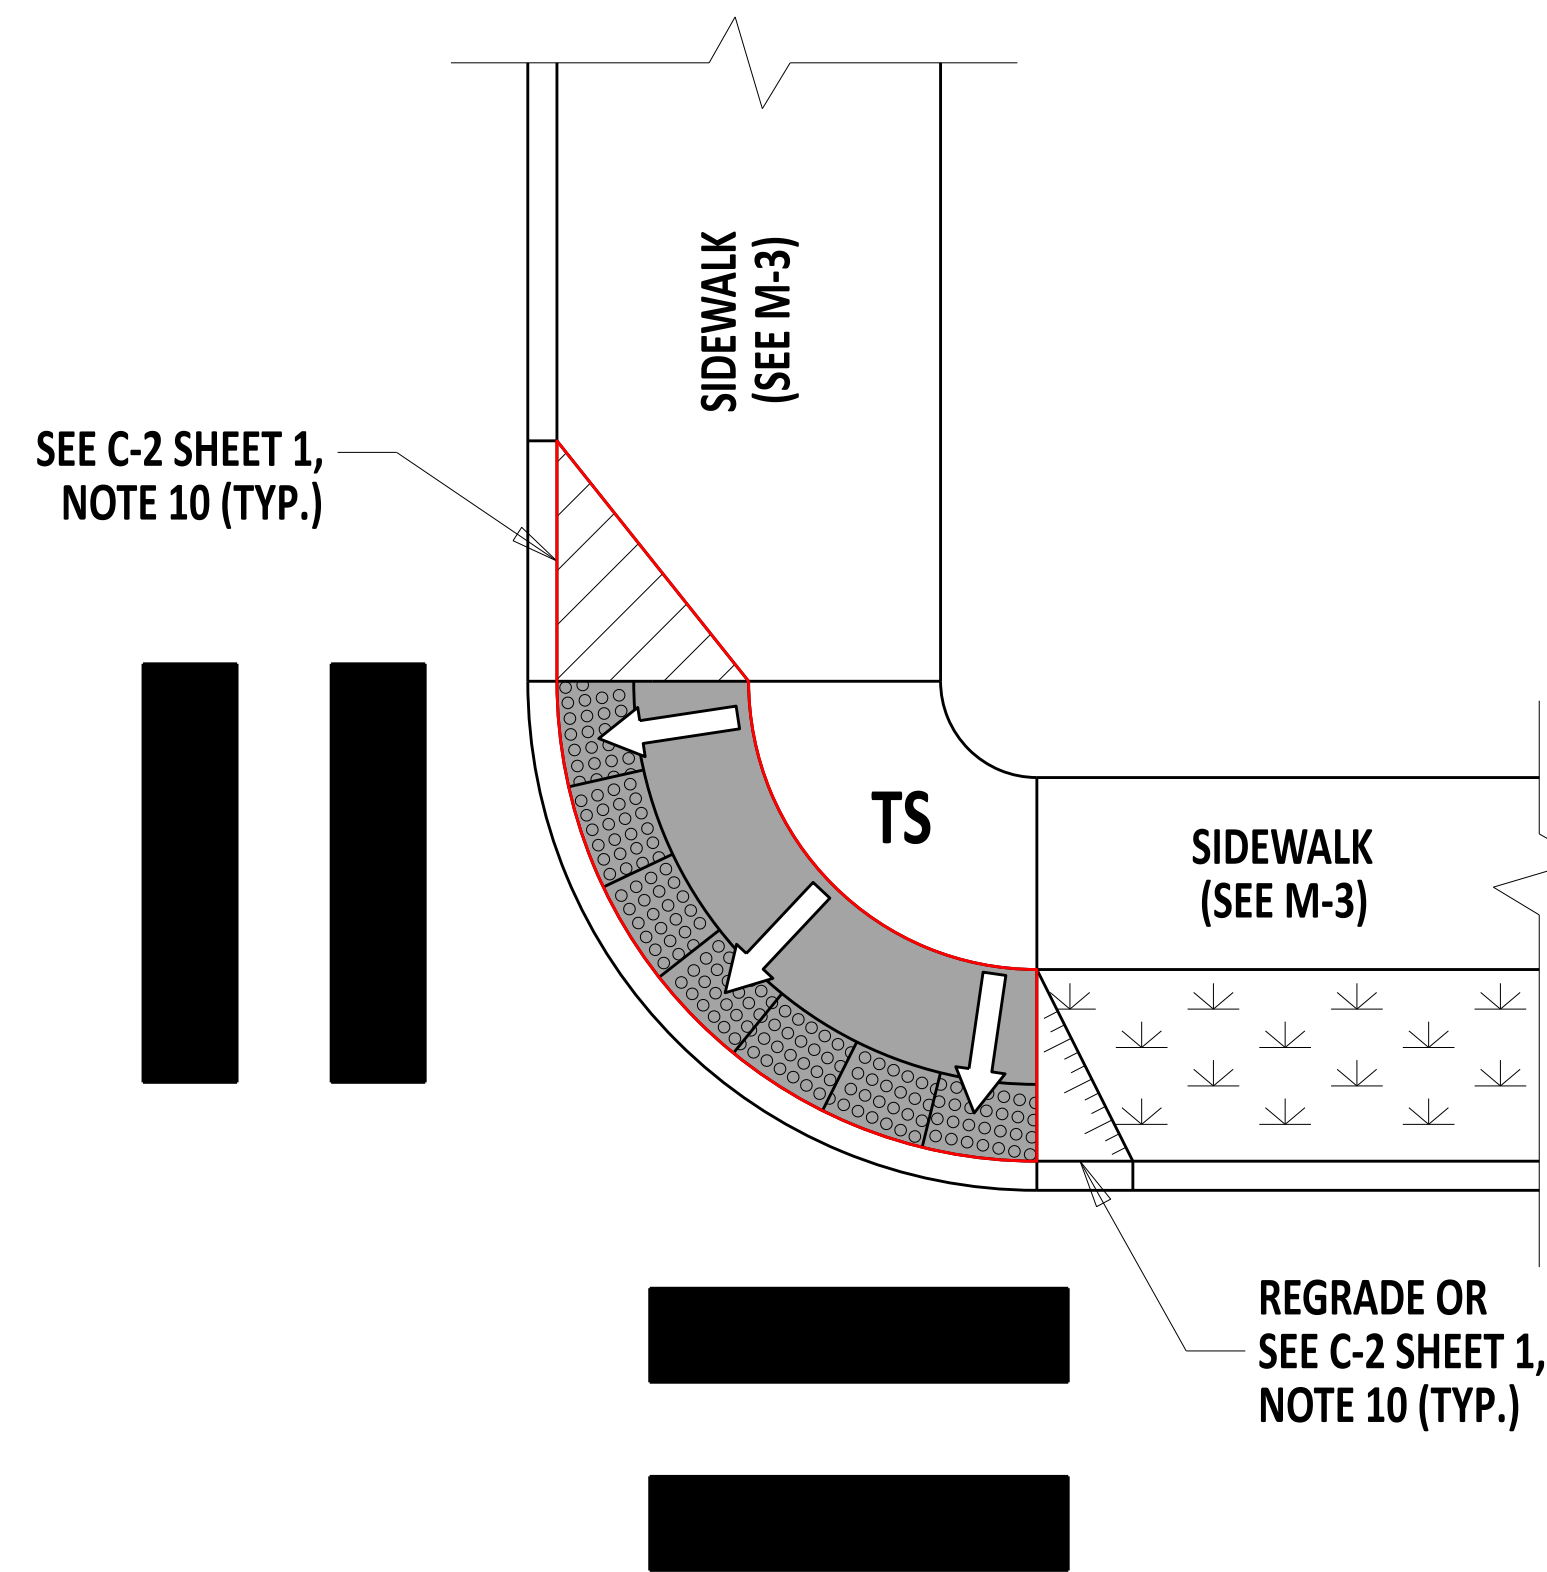 SIDEWALK
(SEE M-3)
SEE C-2 SHEET 1,
NOTE 10 (TYP.)
TS
SIDEWALK
(SEE M-3)
REGRADE OR
SEE C-2 SHEET 1,
NOTE 10 (TYP.)